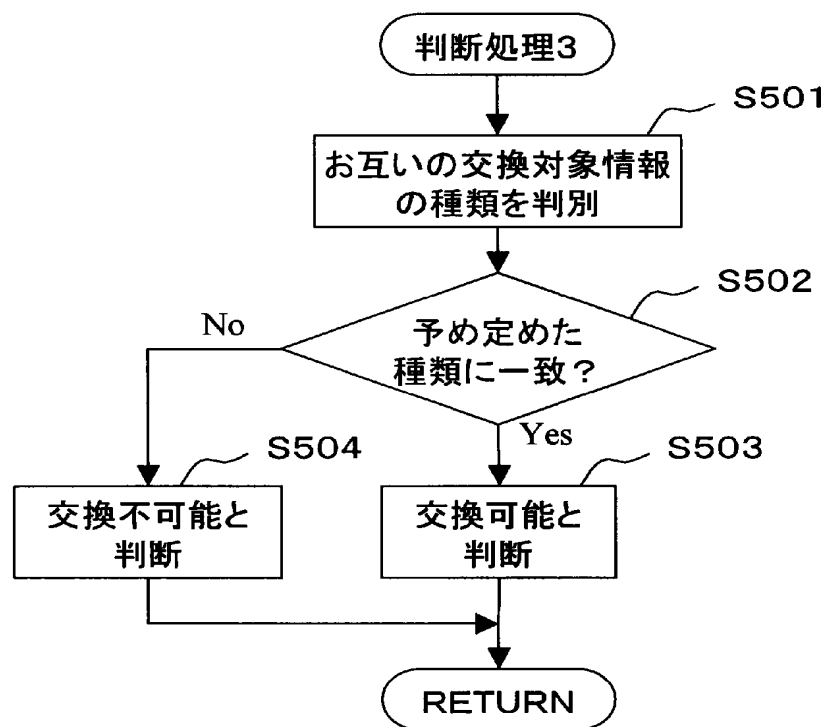 判断処理3
S501
お互いの交換対象情報
の種類を判別
S502
予め定めた
種類に一致?
No
Yes
S504
交換不可能と
判断
S503
交換可能と
判断
RETURN